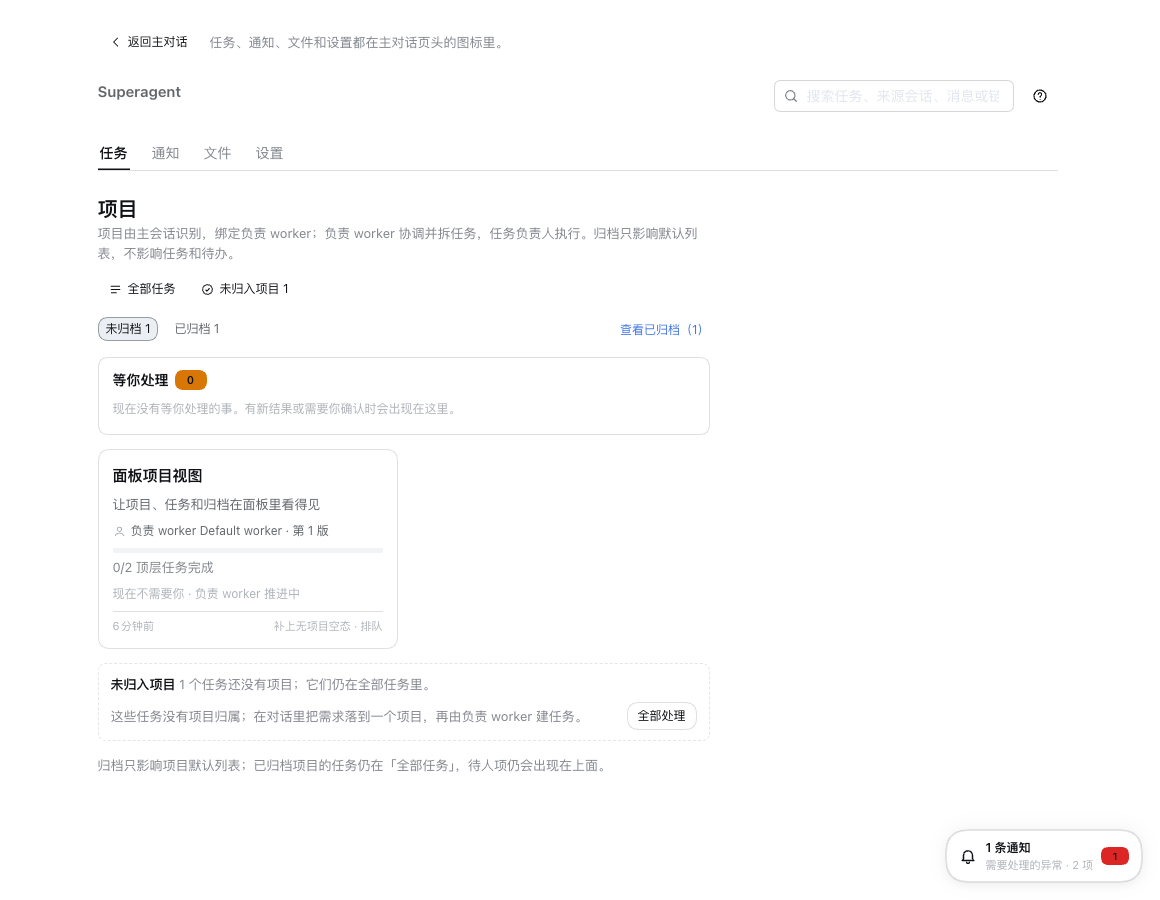 返回主对话 任务、通知、文件和设置都在主对话页头的图标里。
Superagent
搜索任务、来源会话、消息或链
任务 通知 文件 设置
项目
项目由主会话识别，绑定负责 worker；负责 worker 协调并拆任务，任务负责人执行。归档只影响默认列
表，不影响任务和待办。
全部任务 未归入项目 1
未归档 1 已归档 1 查看已归档（1）
等你处理 0
现在没有等你处理的事。有新结果或需要你确认时会出现在这里。
面板项目视图
让项目、任务和归档在面板里看得见
负责 worker Default worker · 第 1 版
0/2 顶层任务完成
现在不需要你 · 负责 worker 推进中
6 分钟前 补上无项目空态 · 排队
未归入项目 1 个任务还没有项目；它们仍在全部任务里。
这些任务没有项目归属；在对话里把需求落到一个项目，再由负责 worker 建任务。 全部处理
归档只影响项目默认列表；已归档项目的任务仍在「全部任务」，待人项仍会出现在上面。
1 条通知
需要处理的异常 · 2 项 1